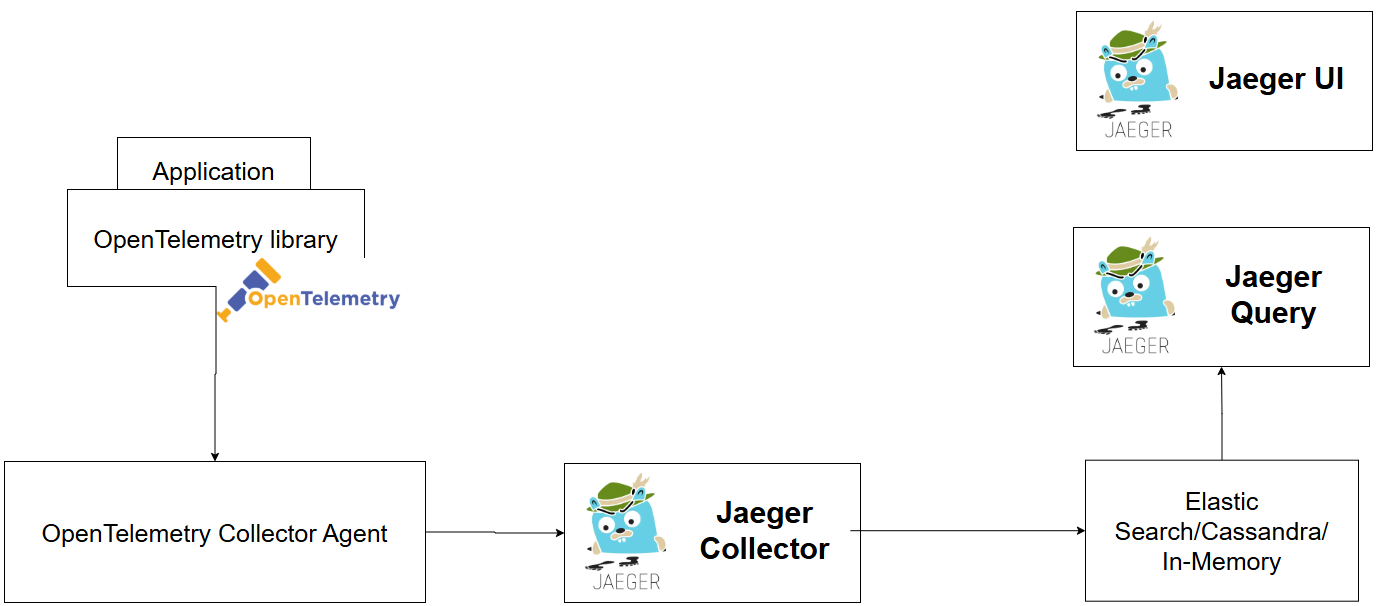 Application
OpenTelemetry library
OpenTelemetry
OpenTelemetry Collector Agent
JAEGER
Jaeger
Collector
Elastic
Search/Cassandra/
In-Memory
JAEGER
Jaeger
Query
JAEGER
Jaeger UI